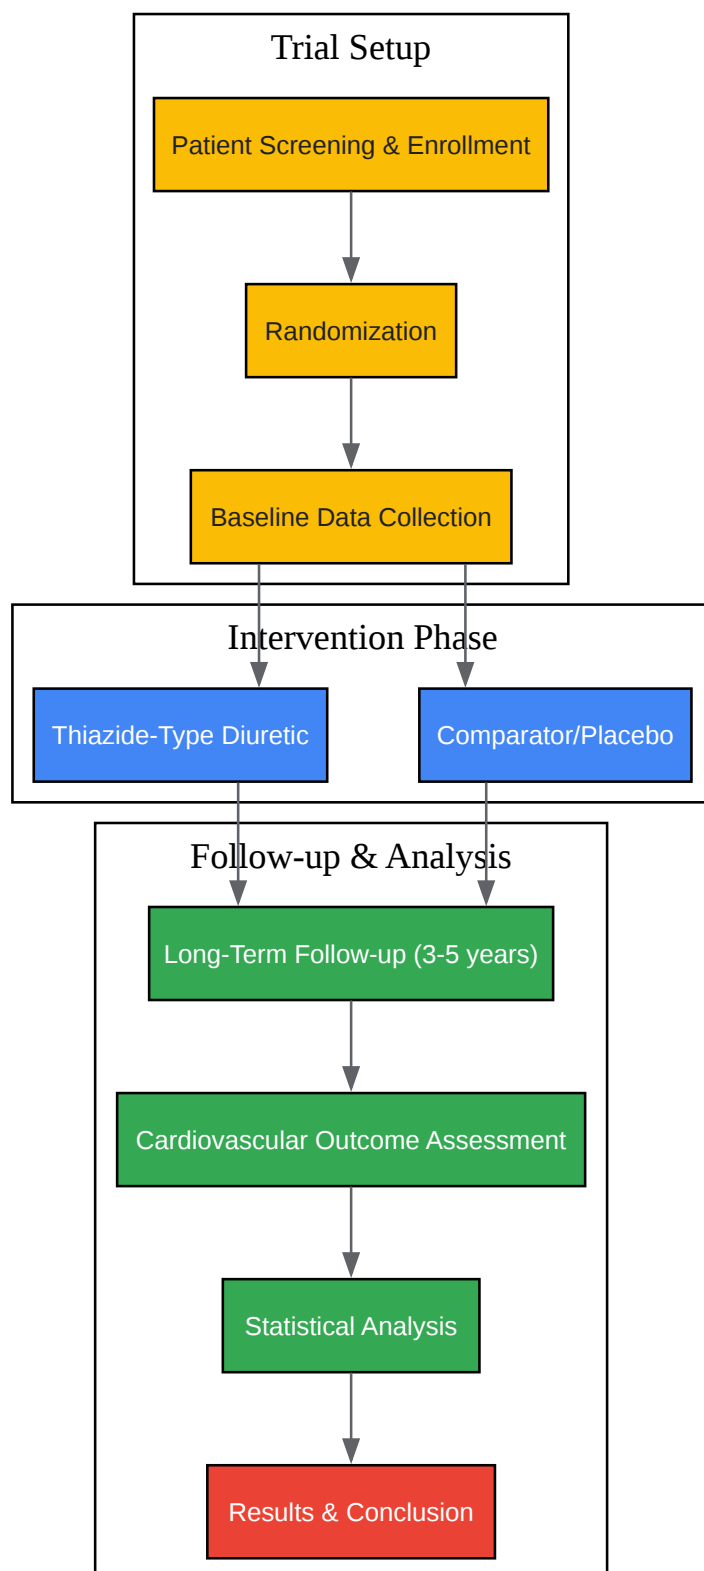 Trial Setup
Patient Screening & Enrollment
Randomization
Baseline Data Collection
Intervention Phase
Thiazide-Type Diuretic
Comparator/Placebo
Follow-up & Analysis
Long-Term Follow-up (3-5 years)
Cardiovascular Outcome Assessment
Statistical Analysis
Results & Conclusion